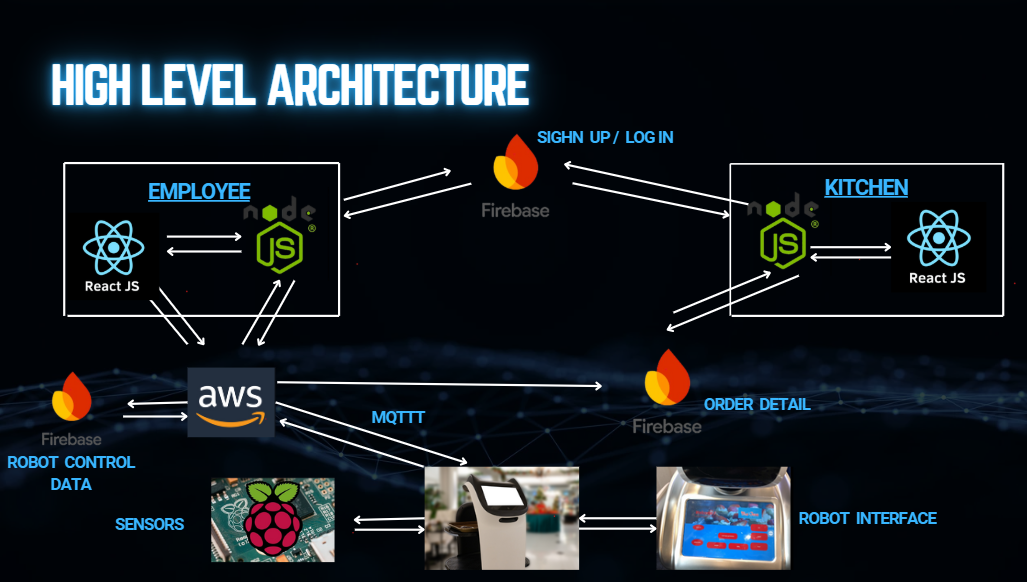 HIGH LEVEL ARCHITECTURE
SIGHN UP / LOG IN
Firebase
EMPLOYEE
node
JS
®
React JS
KITCHEN
node
JS
®
React JS
aws
Firebase
ROBOT CONTROL
DATA
MQTTT
Firebase
ORDER DETAIL
SENSORS
ROBOT INTERFACE